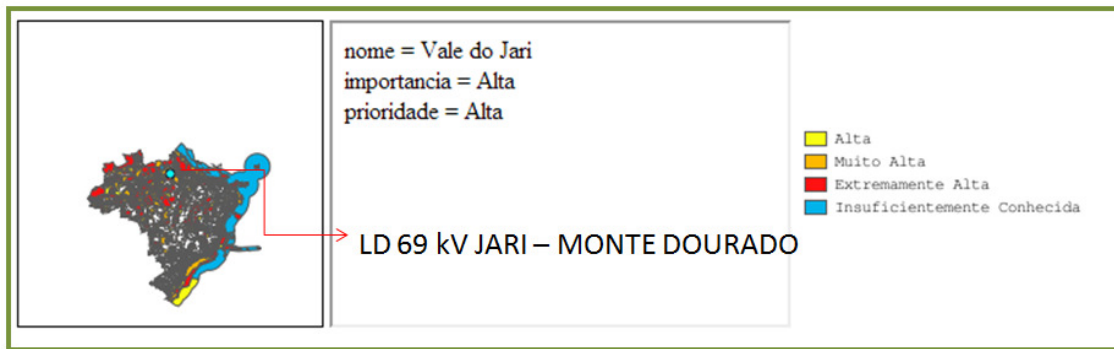 nome = Vale do Jari
importancia = Alta
prioridade = Alta
LD 69 kV JARI – MONTE DOURADO
Alta
Muito Alta
Extremamente Alta
Insuficientemente Conhecida